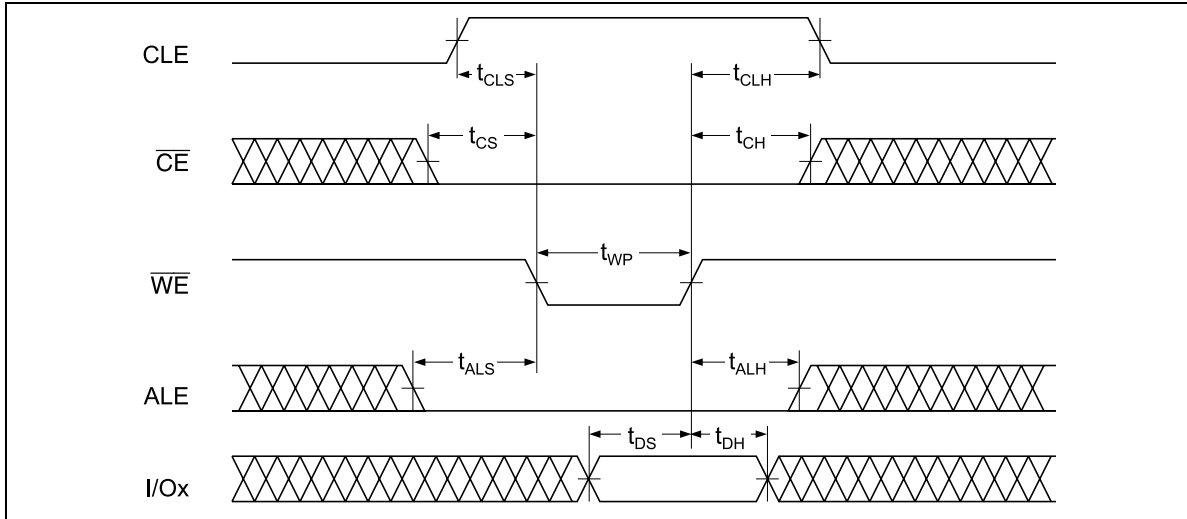 CLE
tCLS
tCLH
CE
tCS
tCH
tWP
WE
tALS
tALH
ALE
tDS
tDH
I/Ox